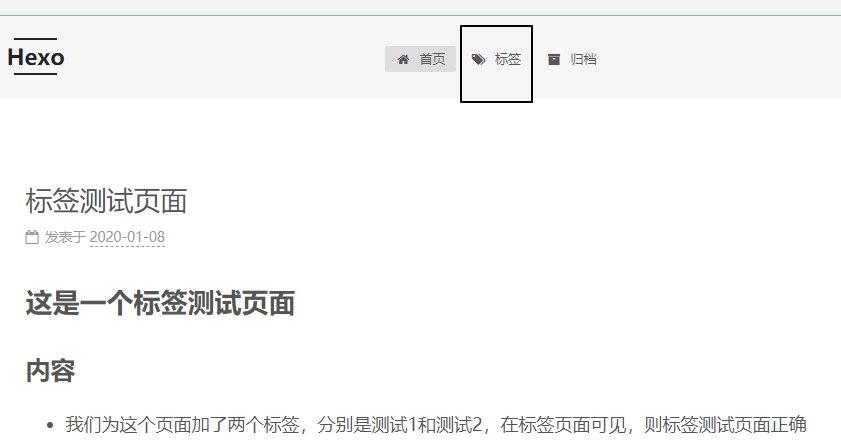 Hexo
首页 标签 归档
标签测试页面
发表于 2020-01-08
这是一个标签测试页面
内容
我们为这个页面加了两个标签，分别是测试1和测试2，在标签页面可见，则标签测试页面正确